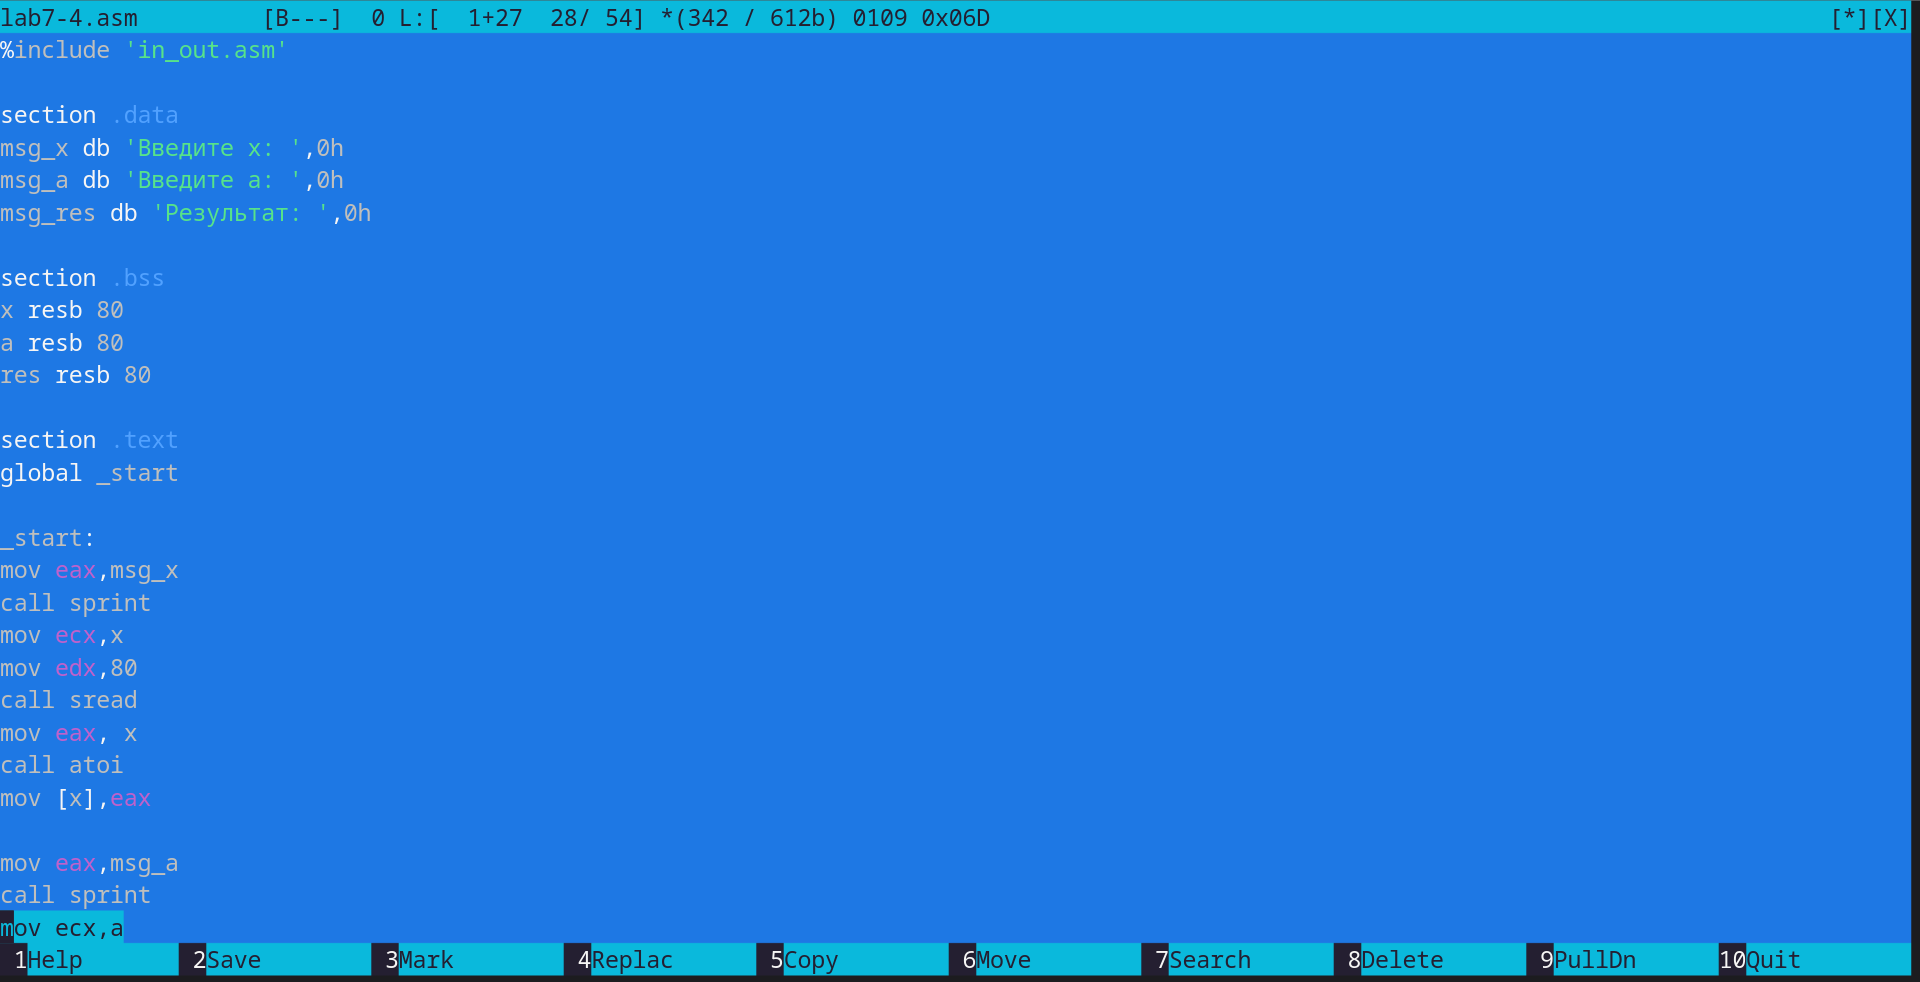 lab7-4.asm [B---] 0 L:[ 1+27 28/ 54] *(342 / 612b) 0109 0x06D [*][X]
%include 'in_out.asm'
section .data
msg_x db 'Введите x: ',0h
msg_a db 'Введите a: ',0h
msg_res db 'Результат: ',0h
section .bss
x resb 80
a resb 80
res resb 80
section .text
global _start
_start:
mov eax,msg_x
call sprint
mov ecx,x
mov edx,80
call sread
mov eax, x
call atoi
mov [x],eax
mov eax,msg_a
call sprint
mov ecx,a
1Help 2Save 3Mark 4Replac 5Copy 6Move 7Search 8Delete 9PullDn 10Quit